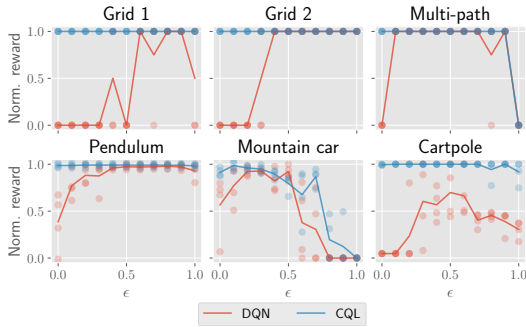 Grid 1 Grid 2 Multi-path
Norm. reward
1.0
0.5
0.0
Pendulum Mountain car Cartpole
Norm. reward
1.0
0.5
0.0
0.0 0.5 1.0 0.0 0.5 1.0 0.0 0.5 1.0
ϵ ϵ ϵ
DQN CQL